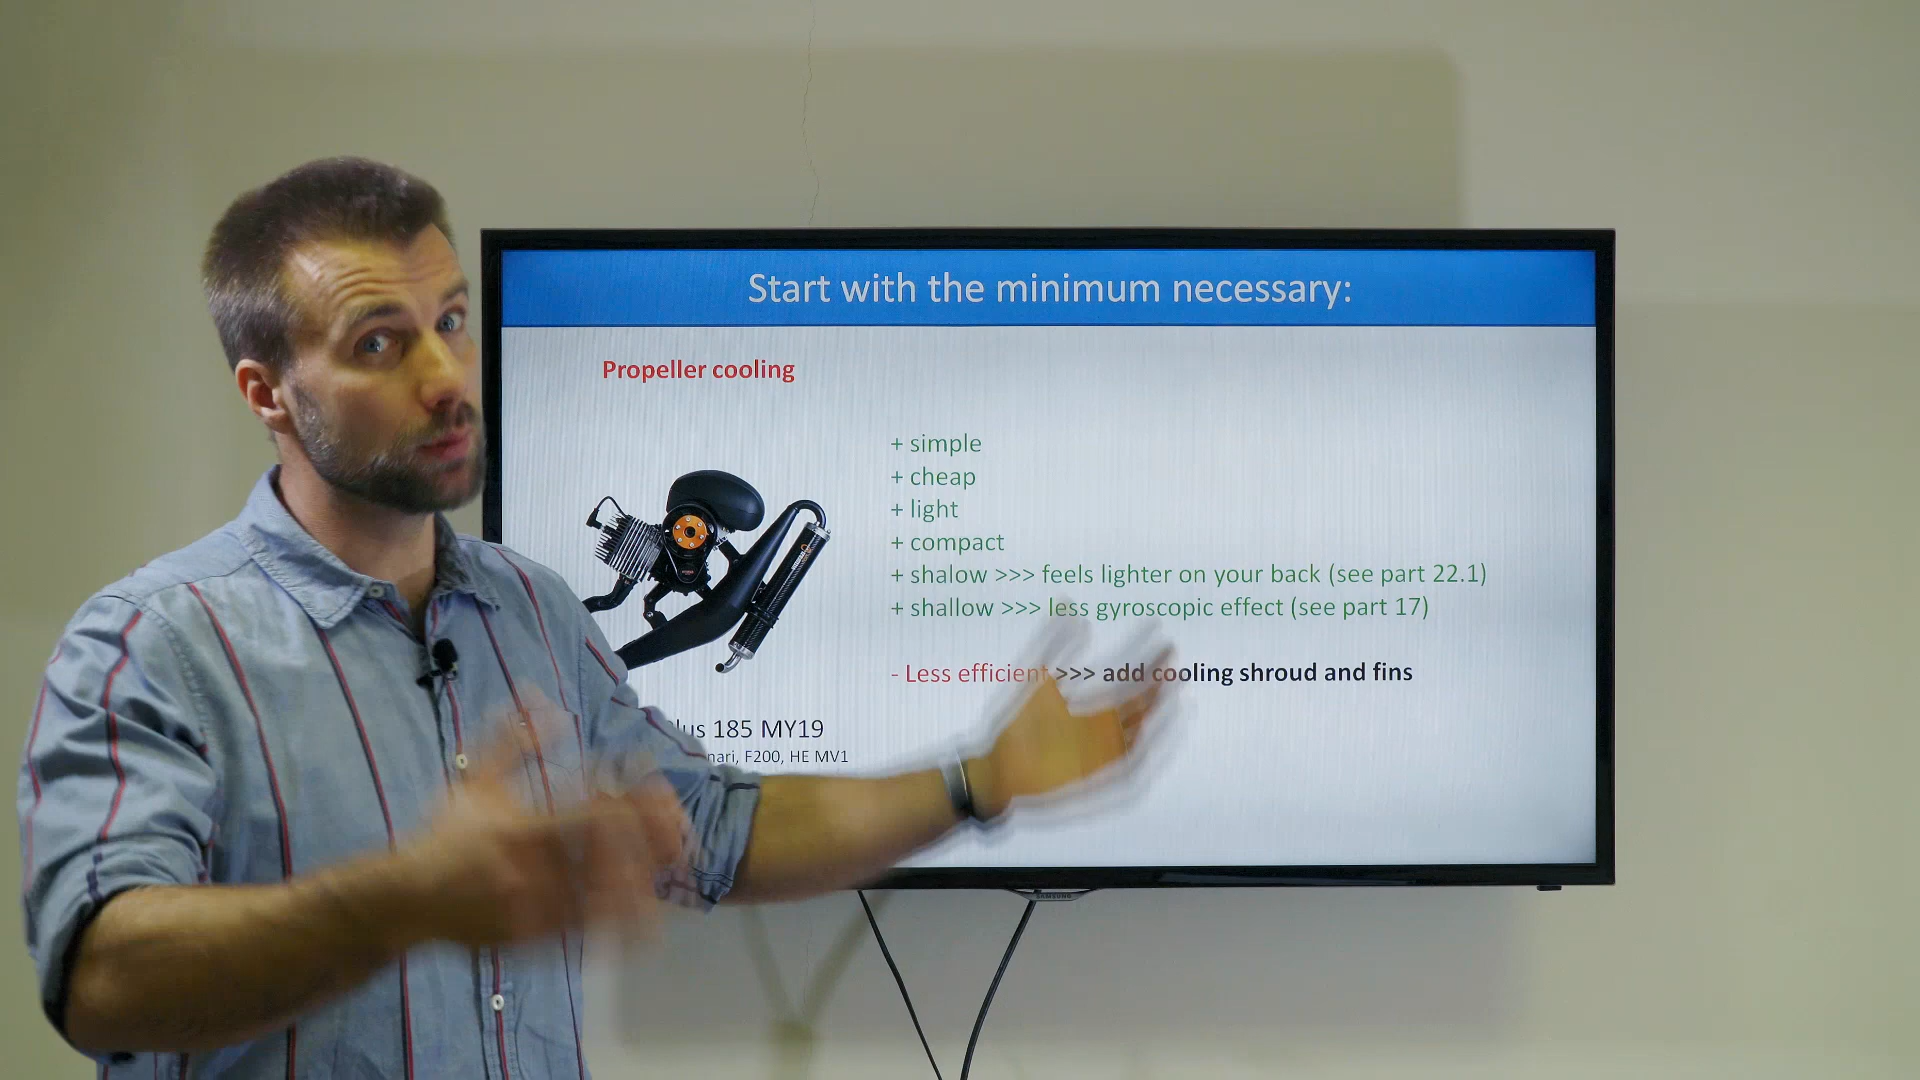 Start with the minimum necessary:
Propeller cooling
+ simple
+ cheap
+ light
+ compact
+ shalow >>> feels lighter on your back (see part 22.1)
+ shallow >>> less gyroscopic effect (see part 17)
- Less efficient >>> add cooling shroud and fins
185 MY19
F200, HE MV1
SAMSUNG